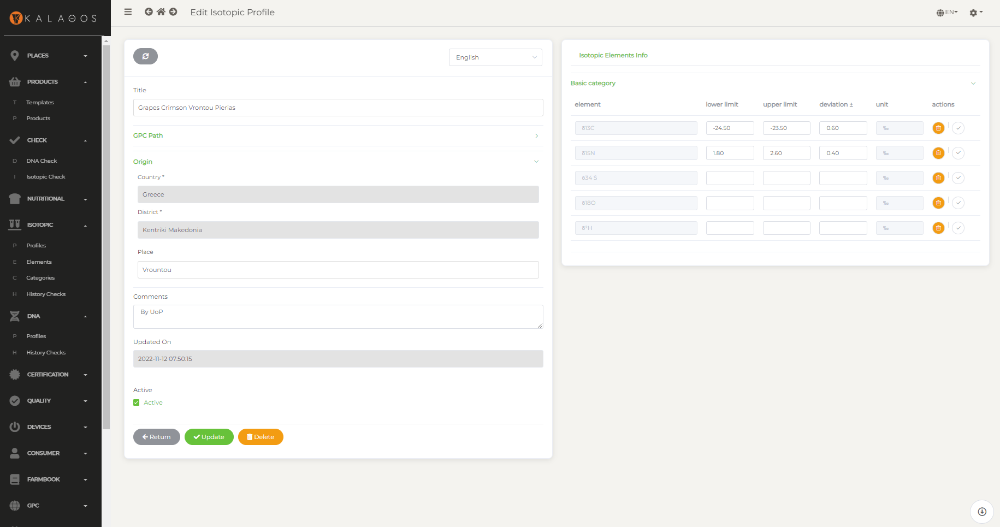 KALAΘOS
Edit Isotopic Profile
EN
PLACES
PRODUCTS
T Templates
P Products
CHECK
D DNA Check
I Isotopic Check
NUTRITIONAL
ISOTOPIC
P Profiles
E Elements
C Categories
H History Checks
DNA
P Profiles
H History Checks
CERTIFICATION
QUALITY
DEVICES
CONSUMER
FARMBOOK
GPC
English
Title
Grapes Crimson Vrontou Pierias
GPC Path
Origin
Country *
Greece
District *
Kentriki Makedonia
Place
Vrountou
Comments
By UoP
Updated On
2022-11-12 07:50:15
Active
Active
Return Update Delete
Isotopic Elements Info
Basic category
element lower limit upper limit deviation ± unit actions
δ13C -24.50 -23.50 0.60 ‰
δ15N 1.80 2.60 0.40 ‰
δ34 S ‰
δ18O ‰
δ²H ‰